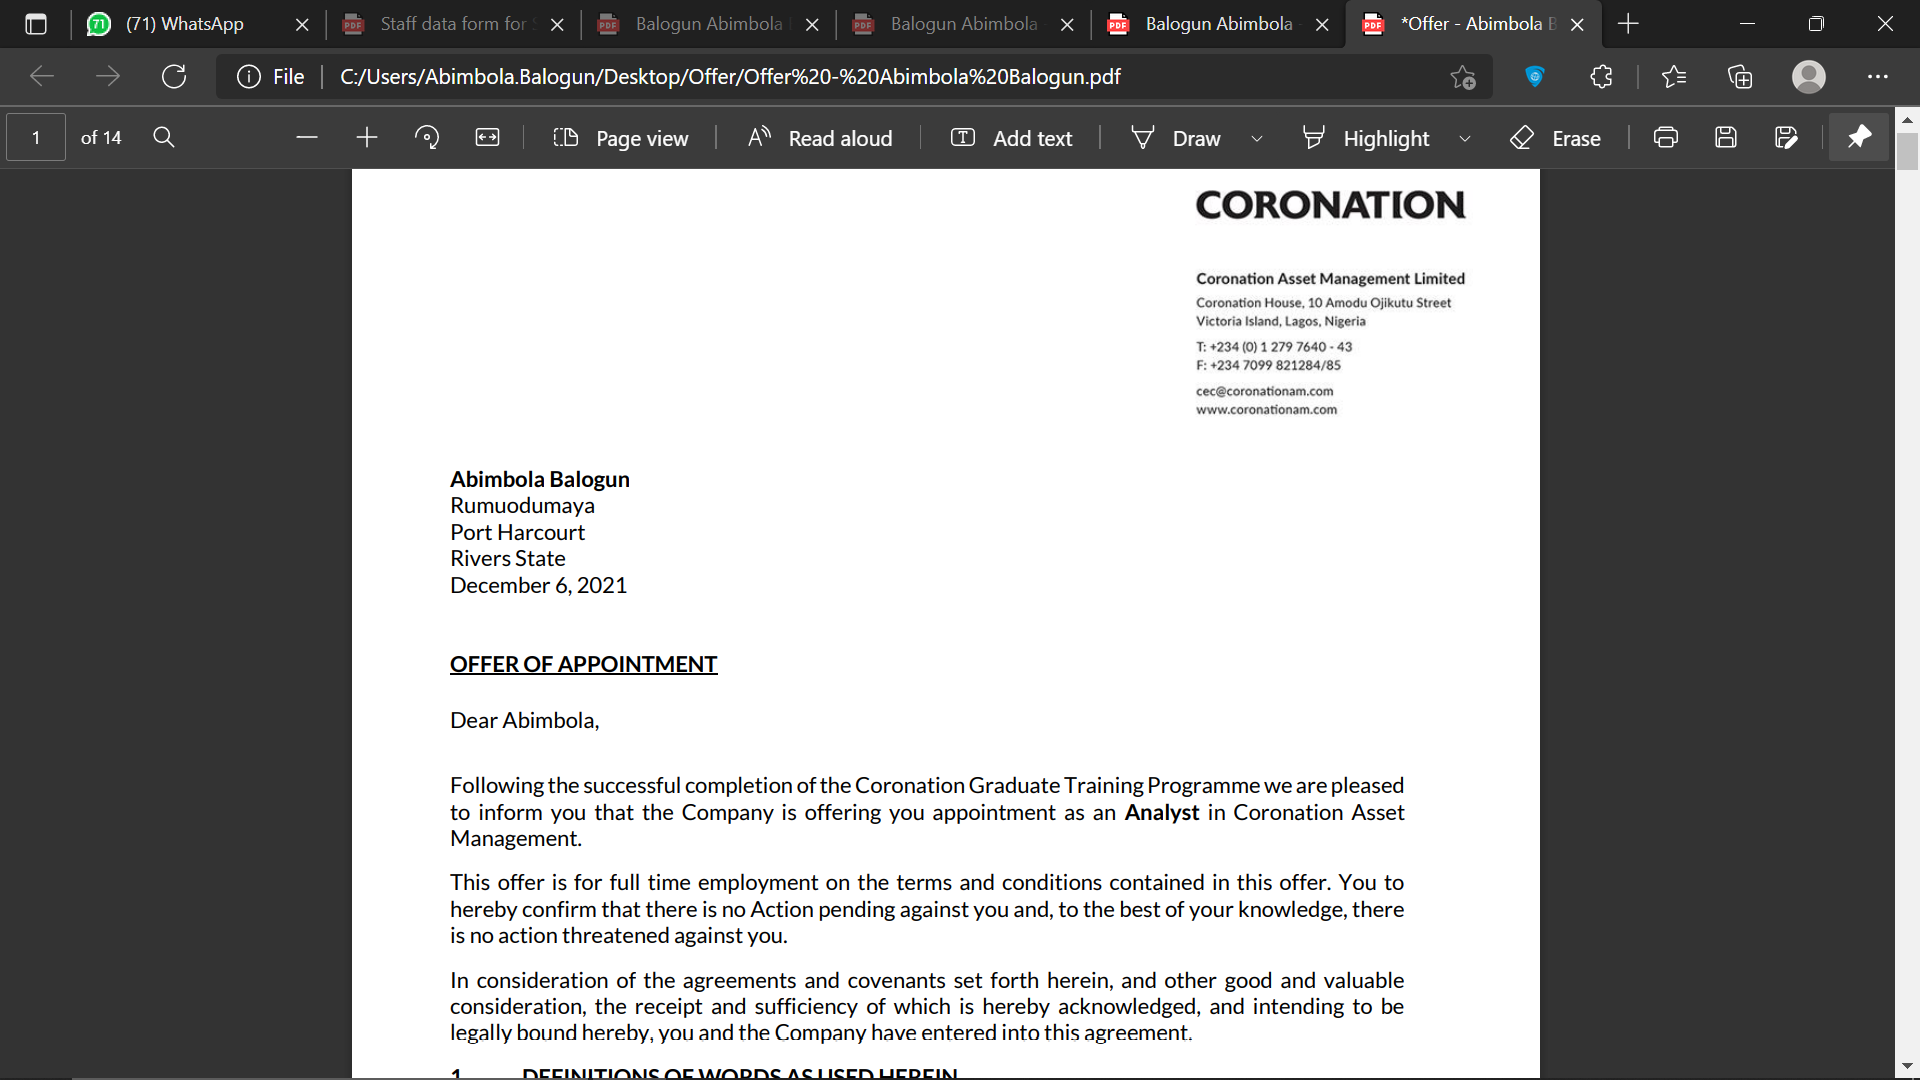 (71) WhatsApp
Staff data form for
Balogun Abimbola
Balogun Abimbola
Balogun Abimbola
*Offer - Abimbola B
File
C:/Users/Abimbola.Balogun/Desktop/Offer/Offer%20-%20Abimbola%20Balogun.pdf
1 of 14
Page view
Read aloud
Add text
Draw
Highlight
Erase
CORONATION
Coronation Asset Management Limited
Coronation House, 10 Amodu Ojikutu Street
Victoria Island, Lagos, Nigeria
T: +234 (0) 1 279 7640 - 43
F: +234 7099 821284/85
cec@coronationam.com
www.coronationam.com
Abimbola Balogun
Rumuodumaya
Port Harcourt
Rivers State
December 6, 2021
OFFER OF APPOINTMENT
Dear Abimbola,
Following the successful completion of the Coronation Graduate Training Programme we are pleased
to inform you that the Company is offering you appointment as an Analyst in Coronation Asset
Management.
This offer is for full time employment on the terms and conditions contained in this offer. You to
hereby confirm that there is no Action pending against you and, to the best of your knowledge, there
is no action threatened against you.
In consideration of the agreements and covenants set forth herein, and other good and valuable
consideration, the receipt and sufficiency of which is hereby acknowledged, and intending to be
legally bound hereby, you and the Company have entered into this agreement.
1. DEFINITIONS OF WORDS AS USED HEREIN